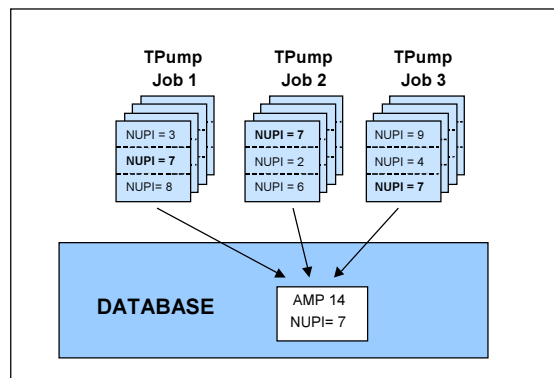 TPump
Job 1
TPump
Job 2
TPump
Job 3
NUPI = 3
NUPI = 7
NUPI= 8
NUPI = 7
NUPI = 2
NUPI = 6
NUPI = 9
NUPI = 4
NUPI = 7
DATABASE
AMP 14
NUPI= 7